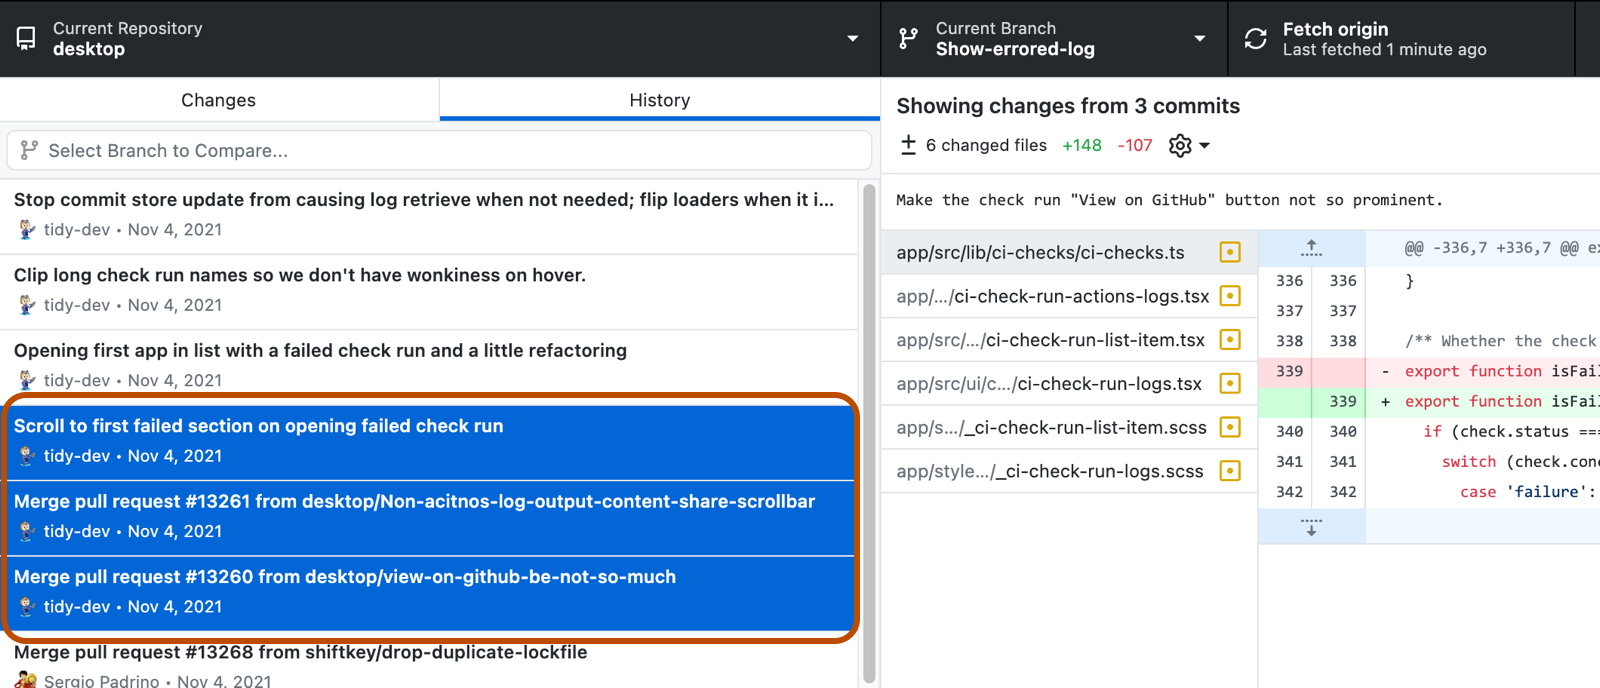 Current Repository
desktop
Current Branch
Show-errored-log
Fetch origin
Last fetched 1 minute ago
Changes
History
Select Branch to Compare...
Stop commit store update from causing log retrieve when not needed; flip loaders when it i...
tidy-dev • Nov 4, 2021
Clip long check run names so we don't have wonkiness on hover.
tidy-dev • Nov 4, 2021
Opening first app in list with a failed check run and a little refactoring
tidy-dev • Nov 4, 2021
Scroll to first failed section on opening failed check run
tidy-dev • Nov 4, 2021
Merge pull request #13261 from desktop/Non-acitnos-log-output-content-share-scrollbar
tidy-dev • Nov 4, 2021
Merge pull request #13260 from desktop/view-on-github-be-not-so-much
tidy-dev • Nov 4, 2021
Merge pull request #13268 from shiftkey/drop-duplicate-lockfile
Sergio Padrino • Nov 4, 2021
Showing changes from 3 commits
6 changed files +148 -107
Make the check run "View on GitHub" button not so prominent.
app/src/lib/ci-checks/ci-checks.ts
app/.../ci-check-run-actions-logs.tsx
app/src/.../ci-check-run-list-item.tsx
app/src/ui/c.../ci-check-run-logs.tsx
app/s.../_ci-check-run-list-item.scss
app/style.../_ci-check-run-logs.scss
@@ -336,7 +336,7 @@ e
336 336 }
337 337
338 338 /** Whether the check
339 - export function isFai
339 + export function isFai
340 340 if (check.status ===
341 341 switch (check.con
342 342 case 'failure':